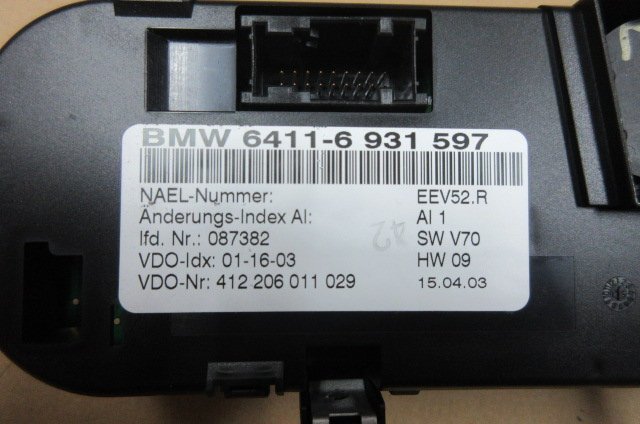 BMW 6411-6 931 597
NAEL-Nummer: EEV52.R
Änderungs-Index AI: AI 1
lfd. Nr.: 087382 SW V70
VDO-Idx: 01-16-03 HW 09
VDO-Nr: 412 206 011 029 15.04.03
42